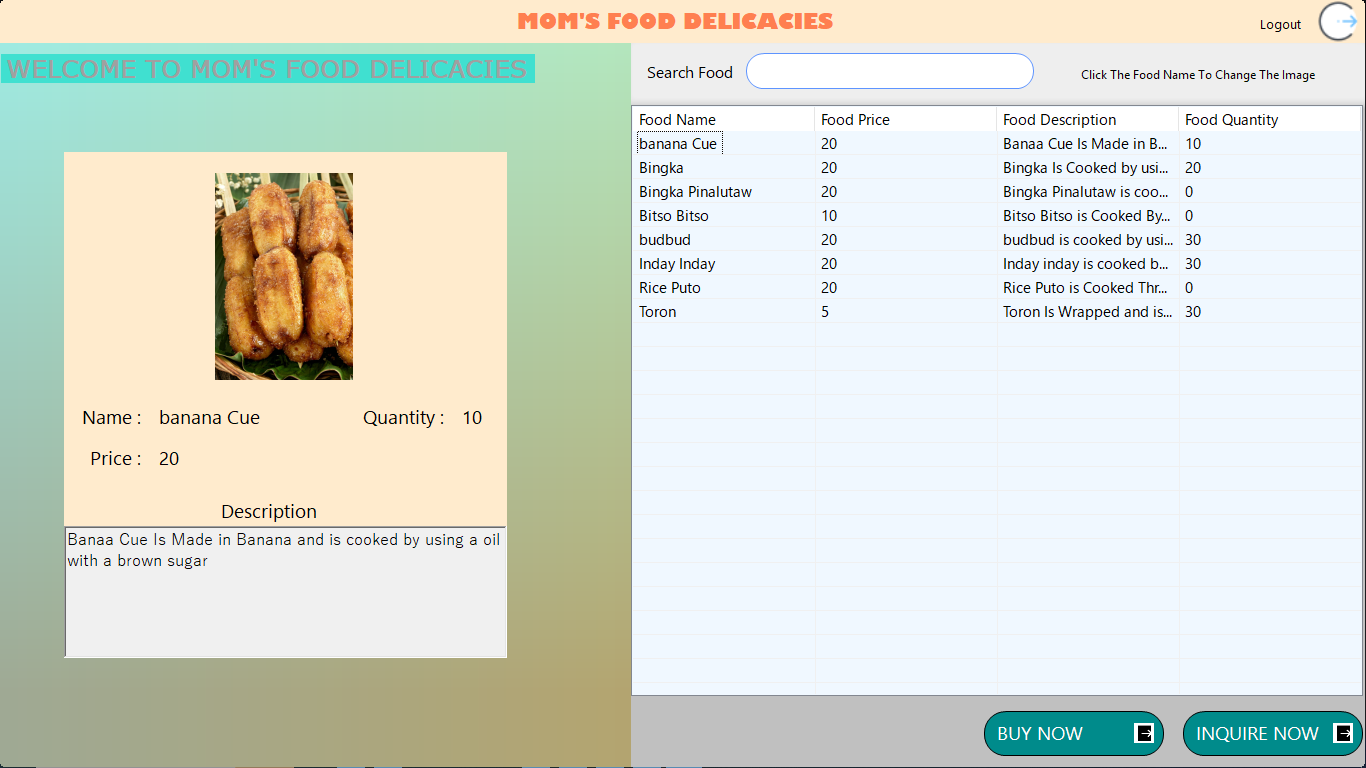 MOM'S FOOD DELICACIES
Logout
WELCOME TO MOM'S FOOD DELICACIES
Name : banana Cue Quantity : 10
Price : 20
Description
Banaa Cue Is Made in Banana and is cooked by using a oil
with a brown sugar
Search Food Click The Food Name To Change The Image
Food Name Food Price Food Description Food Quantity
banana Cue 20 Banaa Cue Is Made in B... 10
Bingka 20 Bingka Is Cooked by usi... 20
Bingka Pinalutaw 20 Bingka Pinalutaw is coo... 0
Bitso Bitso 10 Bitso Bitso is Cooked By... 0
budbud 20 budbud is cooked by usi... 30
Inday Inday 20 Inday inday is cooked b... 30
Rice Puto 20 Rice Puto is Cooked Thr... 0
Toron 5 Toron Is Wrapped and is... 30
BUY NOW INQUIRE NOW